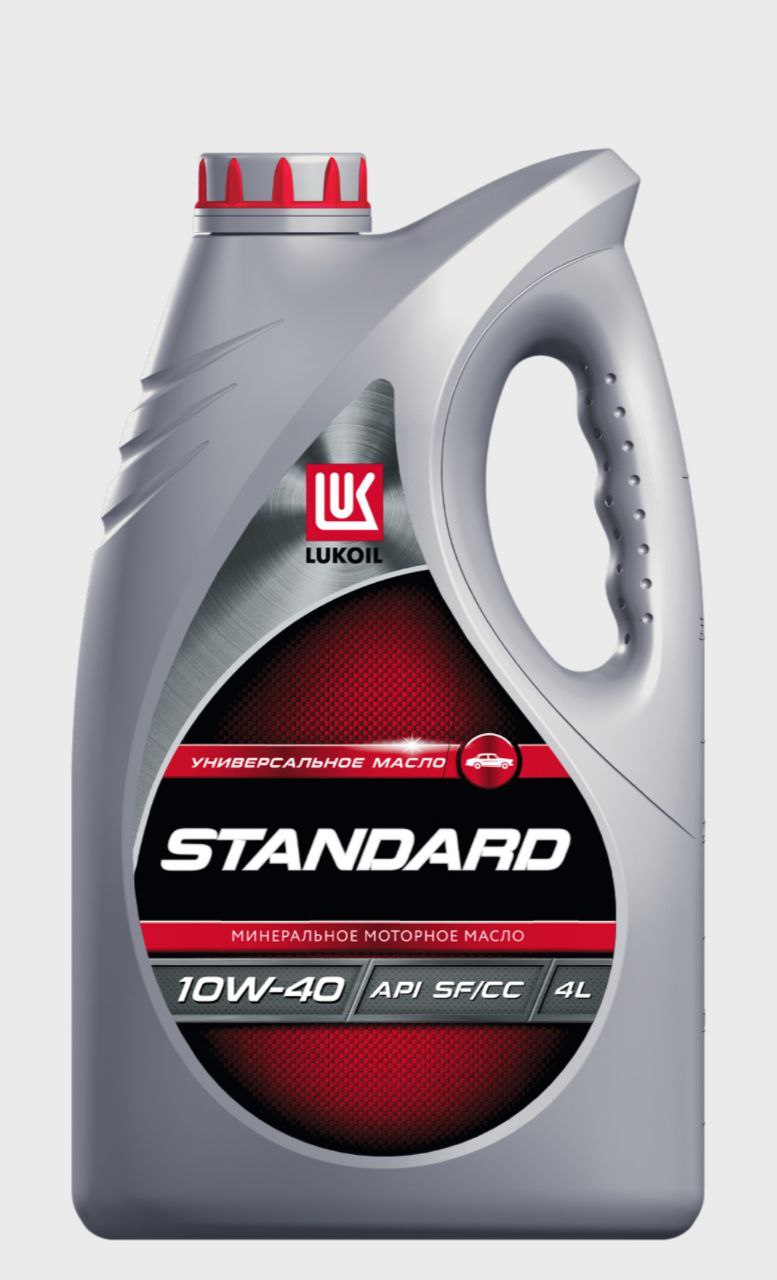 LUK
LUKOIL
УНИВЕРСАЛЬНОЕ МАСЛО
STANDARD
МИНЕРАЛЬНОЕ МОТОРНОЕ МАСЛО
10W-40 API SF/CC 4L